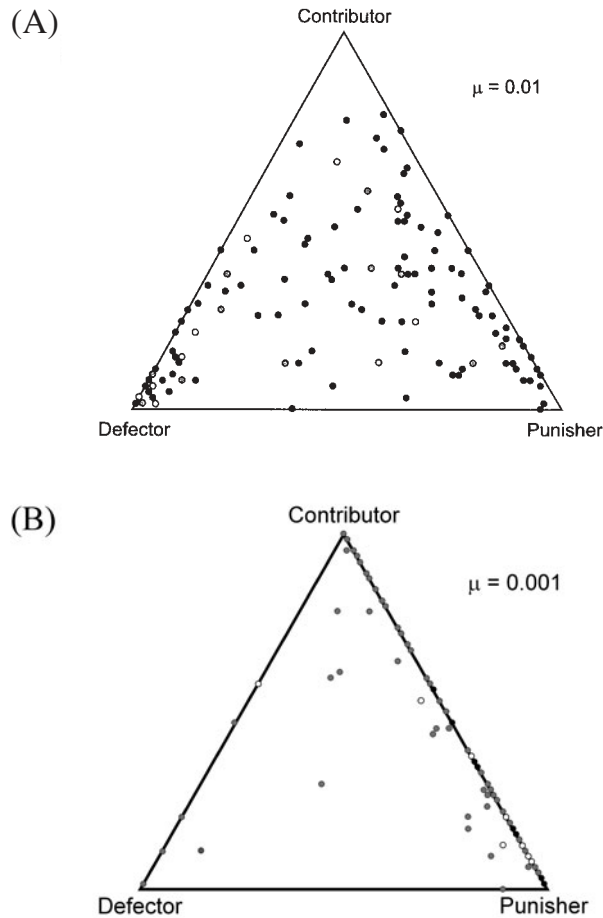 (A)
Contributor
μ = 0.01
Defector
Punisher
(B)
Contributor
μ = 0.001
Defector
Punisher